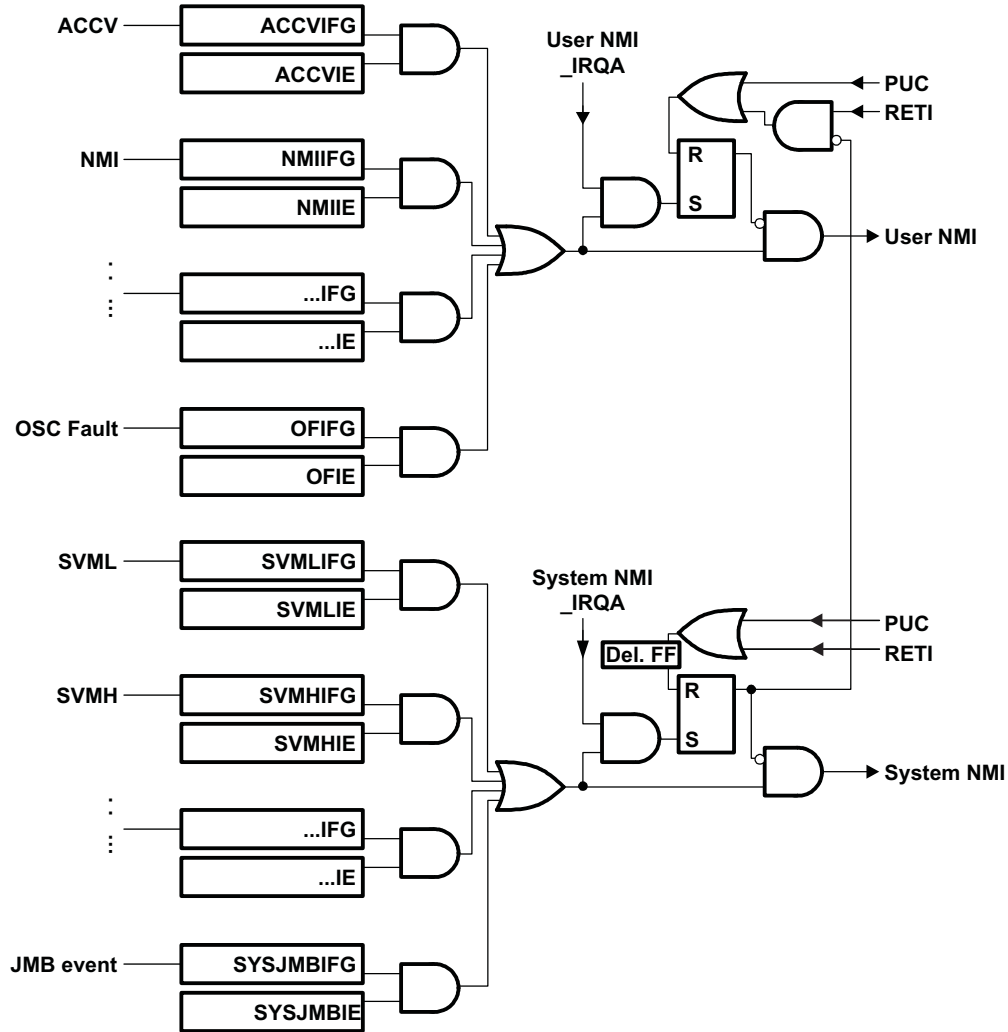 ACCV
ACCVIFG
ACCVIE
User NMI
_IRQA
PUC
RETI
NMI
NMIIFG
NMIIE
R
S
User NMI
.
.
...
...IFG
...IE
OSC Fault
OFIFG
OFIE
SVML
SVMLIFG
SVMLIE
System NMI
_IRQA
PUC
RETI
Del. FF
SVMH
SVMHIFG
SVMHIE
R
S
System NMI
.
.
...
...IFG
...IE
JMB event
SYSJMBIFG
SYSJMBIE